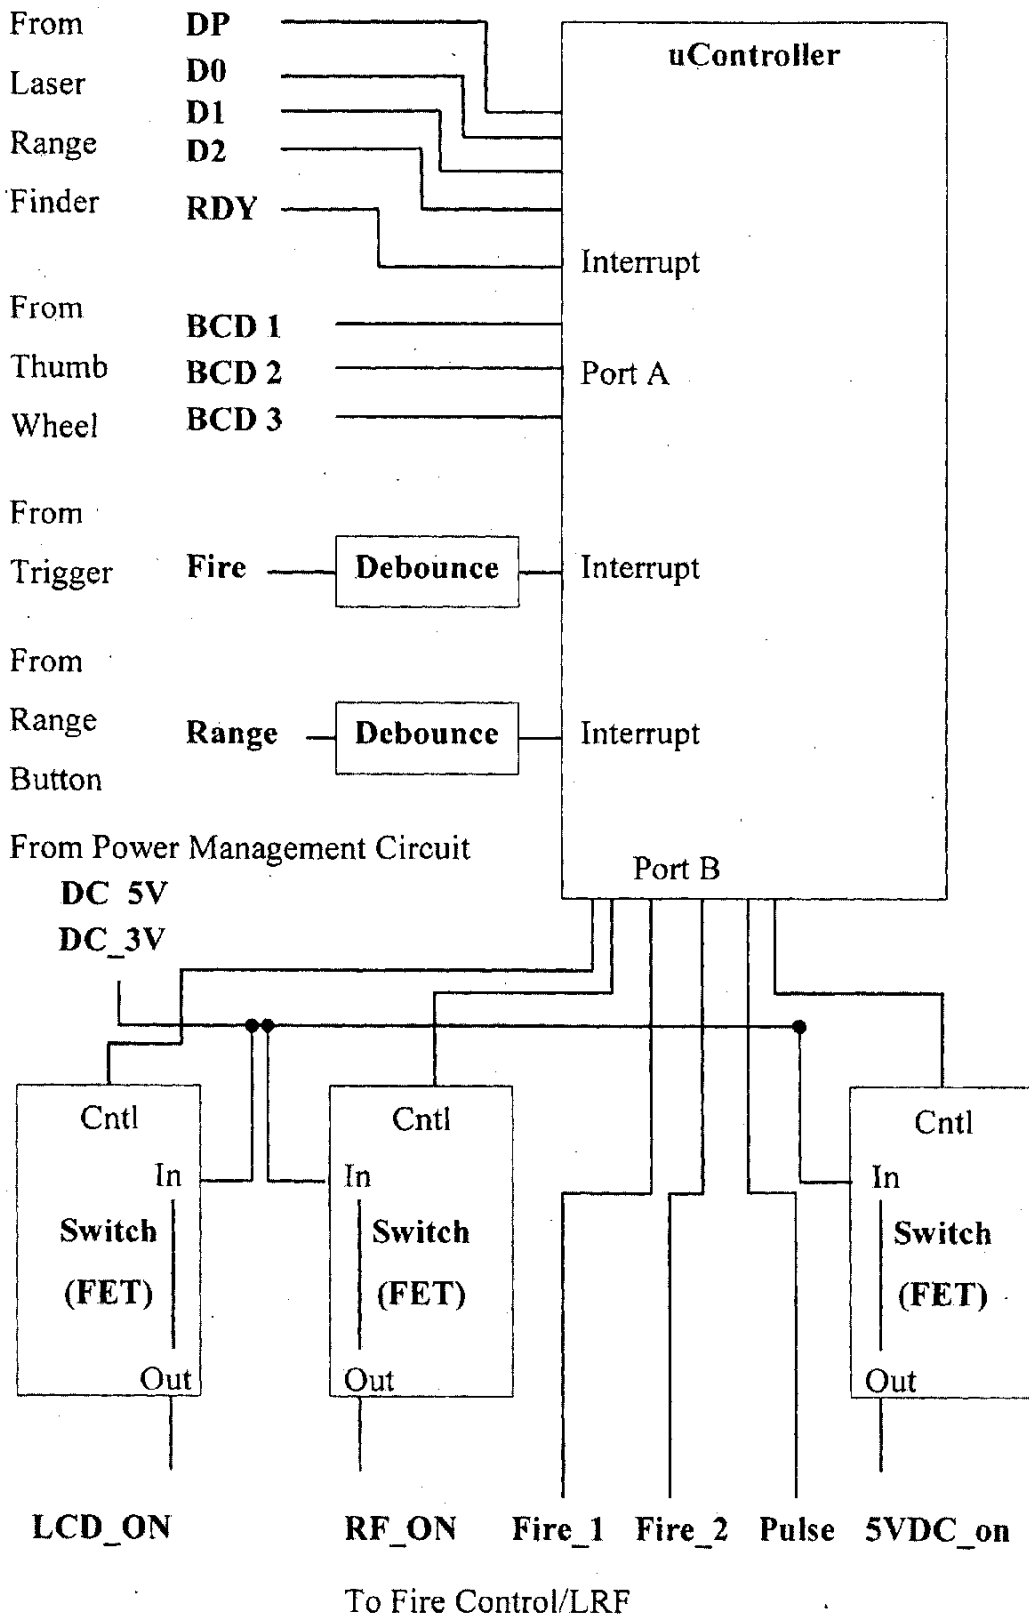 From DP
uController
Laser D0
D1
Range D2
Finder RDY
Interrupt
From
BCD 1
Thumb BCD 2 Port A
Wheel BCD 3
From
Trigger Fire Debounce Interrupt
From
Range Range Debounce Interrupt
Button
From Power Management Circuit
Port B
DC 5V
DC_3V
Cntl Cntl Cntl
In In In
Switch Switch Switch
(FET) (FET) (FET)
Out Out Out
LCD_ON RF_ON Fire_1 Fire_2 Pulse 5VDC_on
To Fire Control/LRF